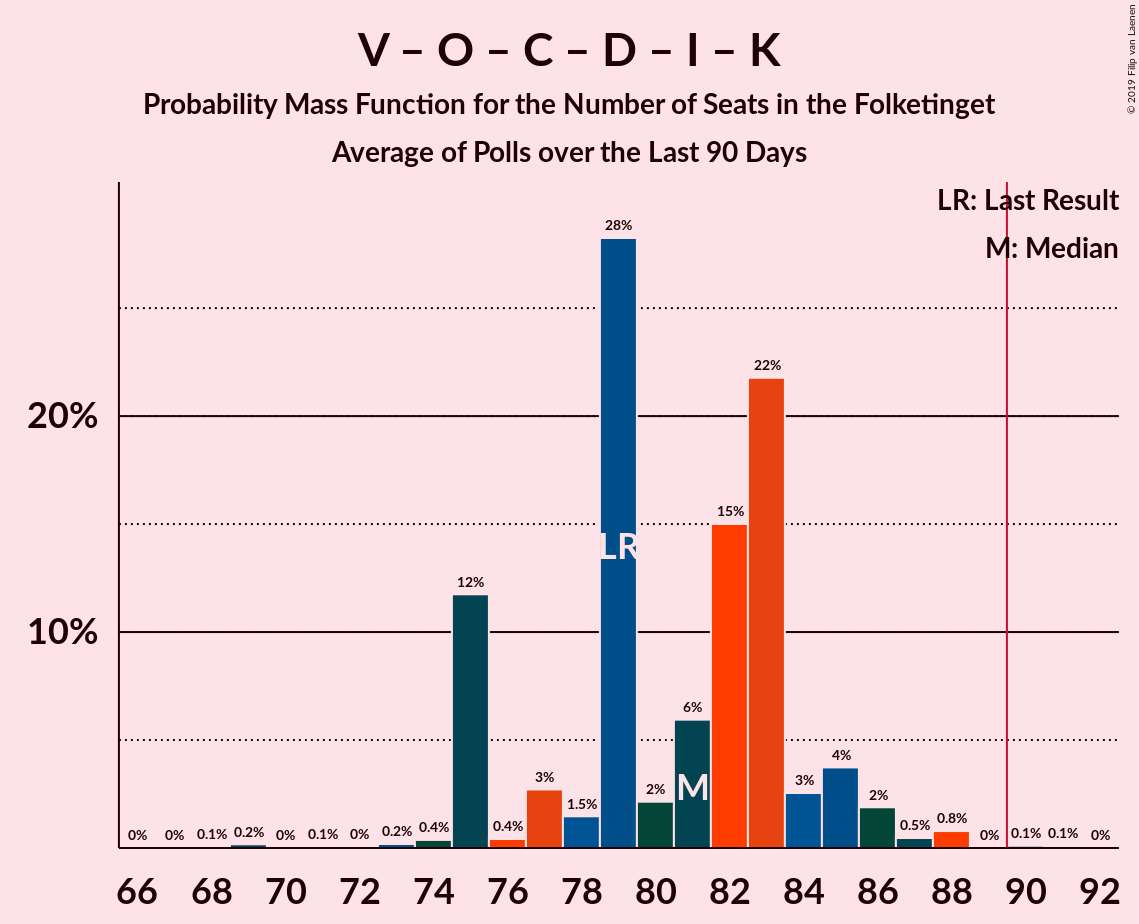 V – O – C – D – I – K
Probability Mass Function for the Number of Seats in the Folketinget
Average of Polls over the Last 90 Days
© 2019 Filip van Laenen
LR: Last Result
M: Median
20%
10%
0% 0% 0.1% 0.2% 0% 0.1% 0% 0.2% 0.4% 12% 0.4% 3% 1.5% 28% 2% 6% 15% 22% 3% 4% 2% 0.5% 0.8% 0% 0.1% 0.1% 0%
LR
M
66 68 70 72 74 76 78 80 82 84 86 88 90 92